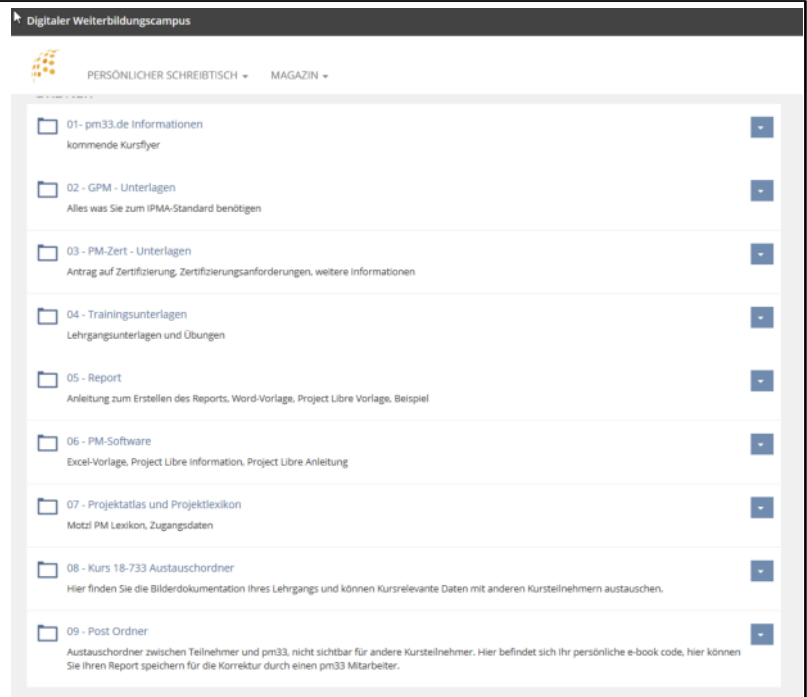 Digitaler Weiterbildungscampus
PERSÖNLICHER SCHREIBTISCH MAGAZIN
01- pm33.de Informationen
kommende Kursflyer
02 - GPM - Unterlagen
Alles was Sie zum IPMA-Standard benötigen
03 - PM-Zert - Unterlagen
Antrag auf Zertifizierung, Zertifizierungsanforderungen, weitere Informationen
04 - Trainingsunterlagen
Lehrgangsunterlagen und Übungen
05 - Report
Anleitung zum Erstellen des Reports, Word-Vorlage, Project Libre Vorlage, Beispiel
06 - PM-Software
Excel-Vorlage, Project Libre Information, Project Libre Anleitung
07 - Projektatlas und Projektlexikon
Motzl PM Lexikon, Zugangsdaten
08 - Kurs 18-733 Austauschordner
Hier finden Sie die Bilderdokumentation Ihres Lehrgangs und können Kursrelevante Daten mit anderen Kursteilnehmern austauschen.
09 - Post Ordner
Austauschordner zwischen Teilnehmer und pm33, nicht sichtbar für andere Kursteilnehmer. Hier befindet sich Ihr persönliche e-book code, hier können
Sie Ihren Report speichern für die Korrektur durch einen pm33 Mitarbeiter.